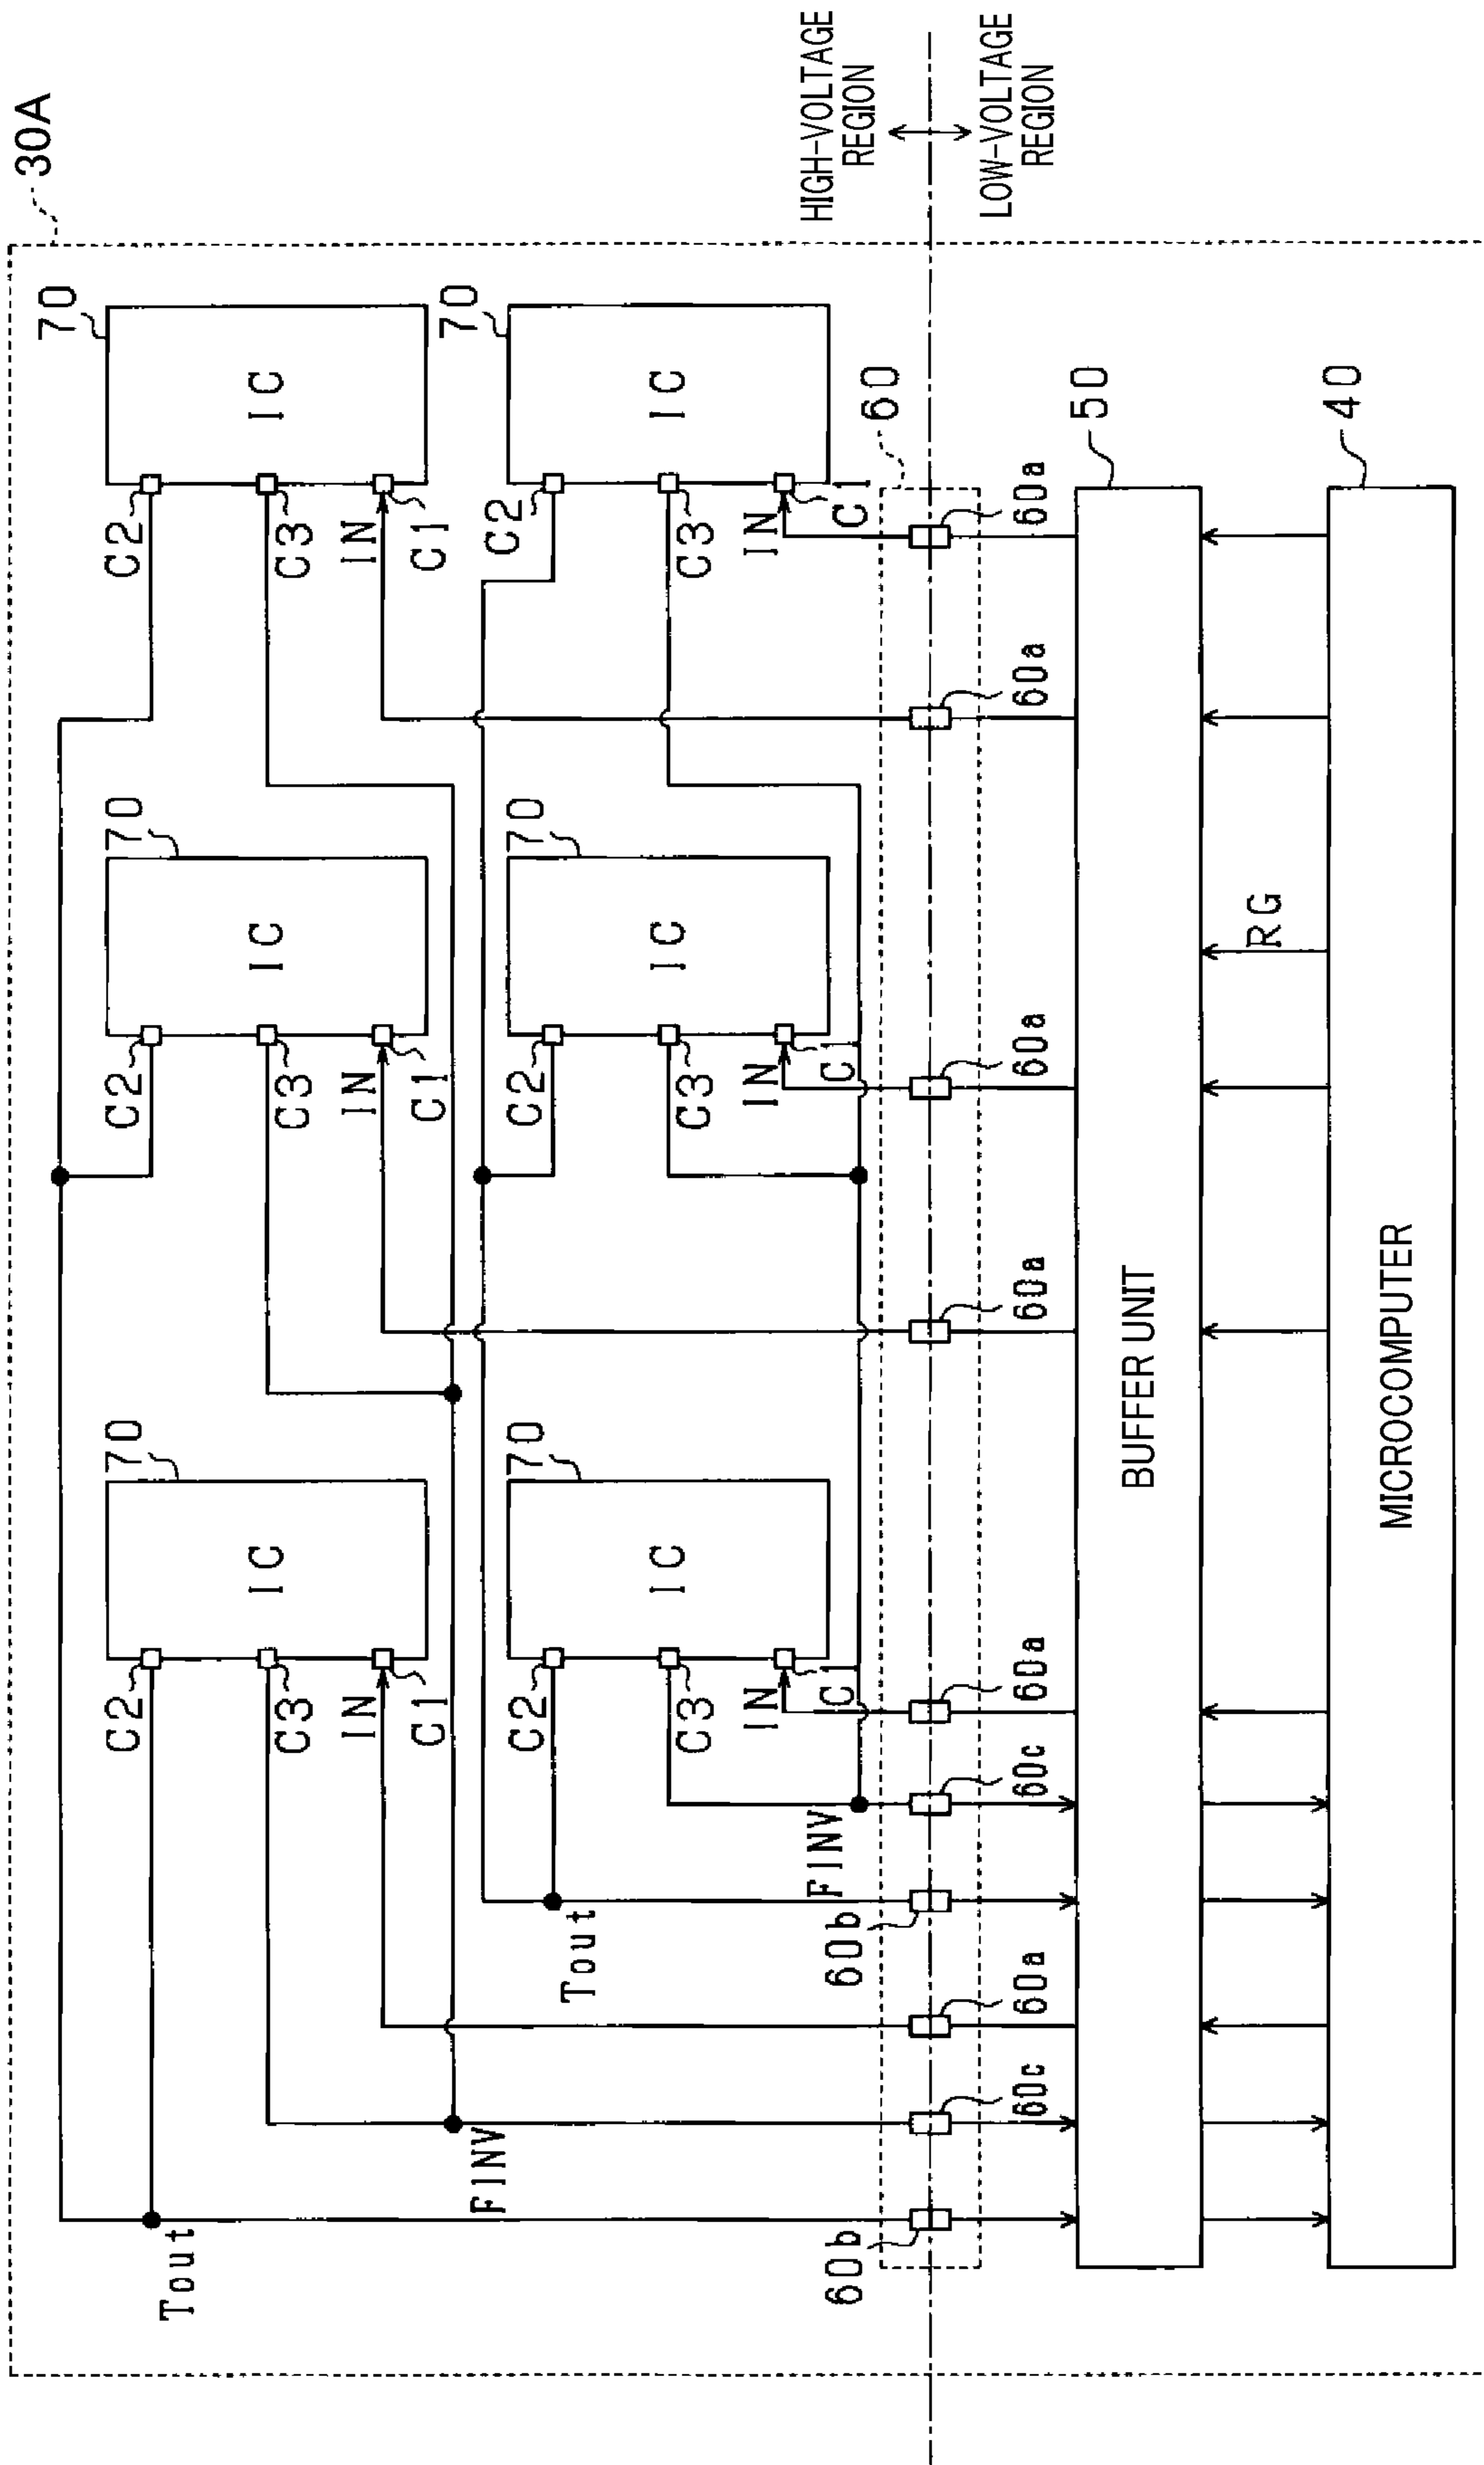 30A
70
70
70
C2
C2
C2
Tout
IC
IC
IC
C3
C3
C3
IN
IN
IN
C1
C1
C1
FINV
70
70
70
C2
C2
C2
Tout
IC
IC
IC
C3
C3
C3
IN
IN
IN
C1
C1
C1
FINV
HIGH-VOLTAGE
REGION
60b
60b
60
LOW-VOLTAGE
REGION
60c
60a
60c
60a
60a
60a
60a
60a
50
BUFFER UNIT
RG
40
MICROCOMPUTER